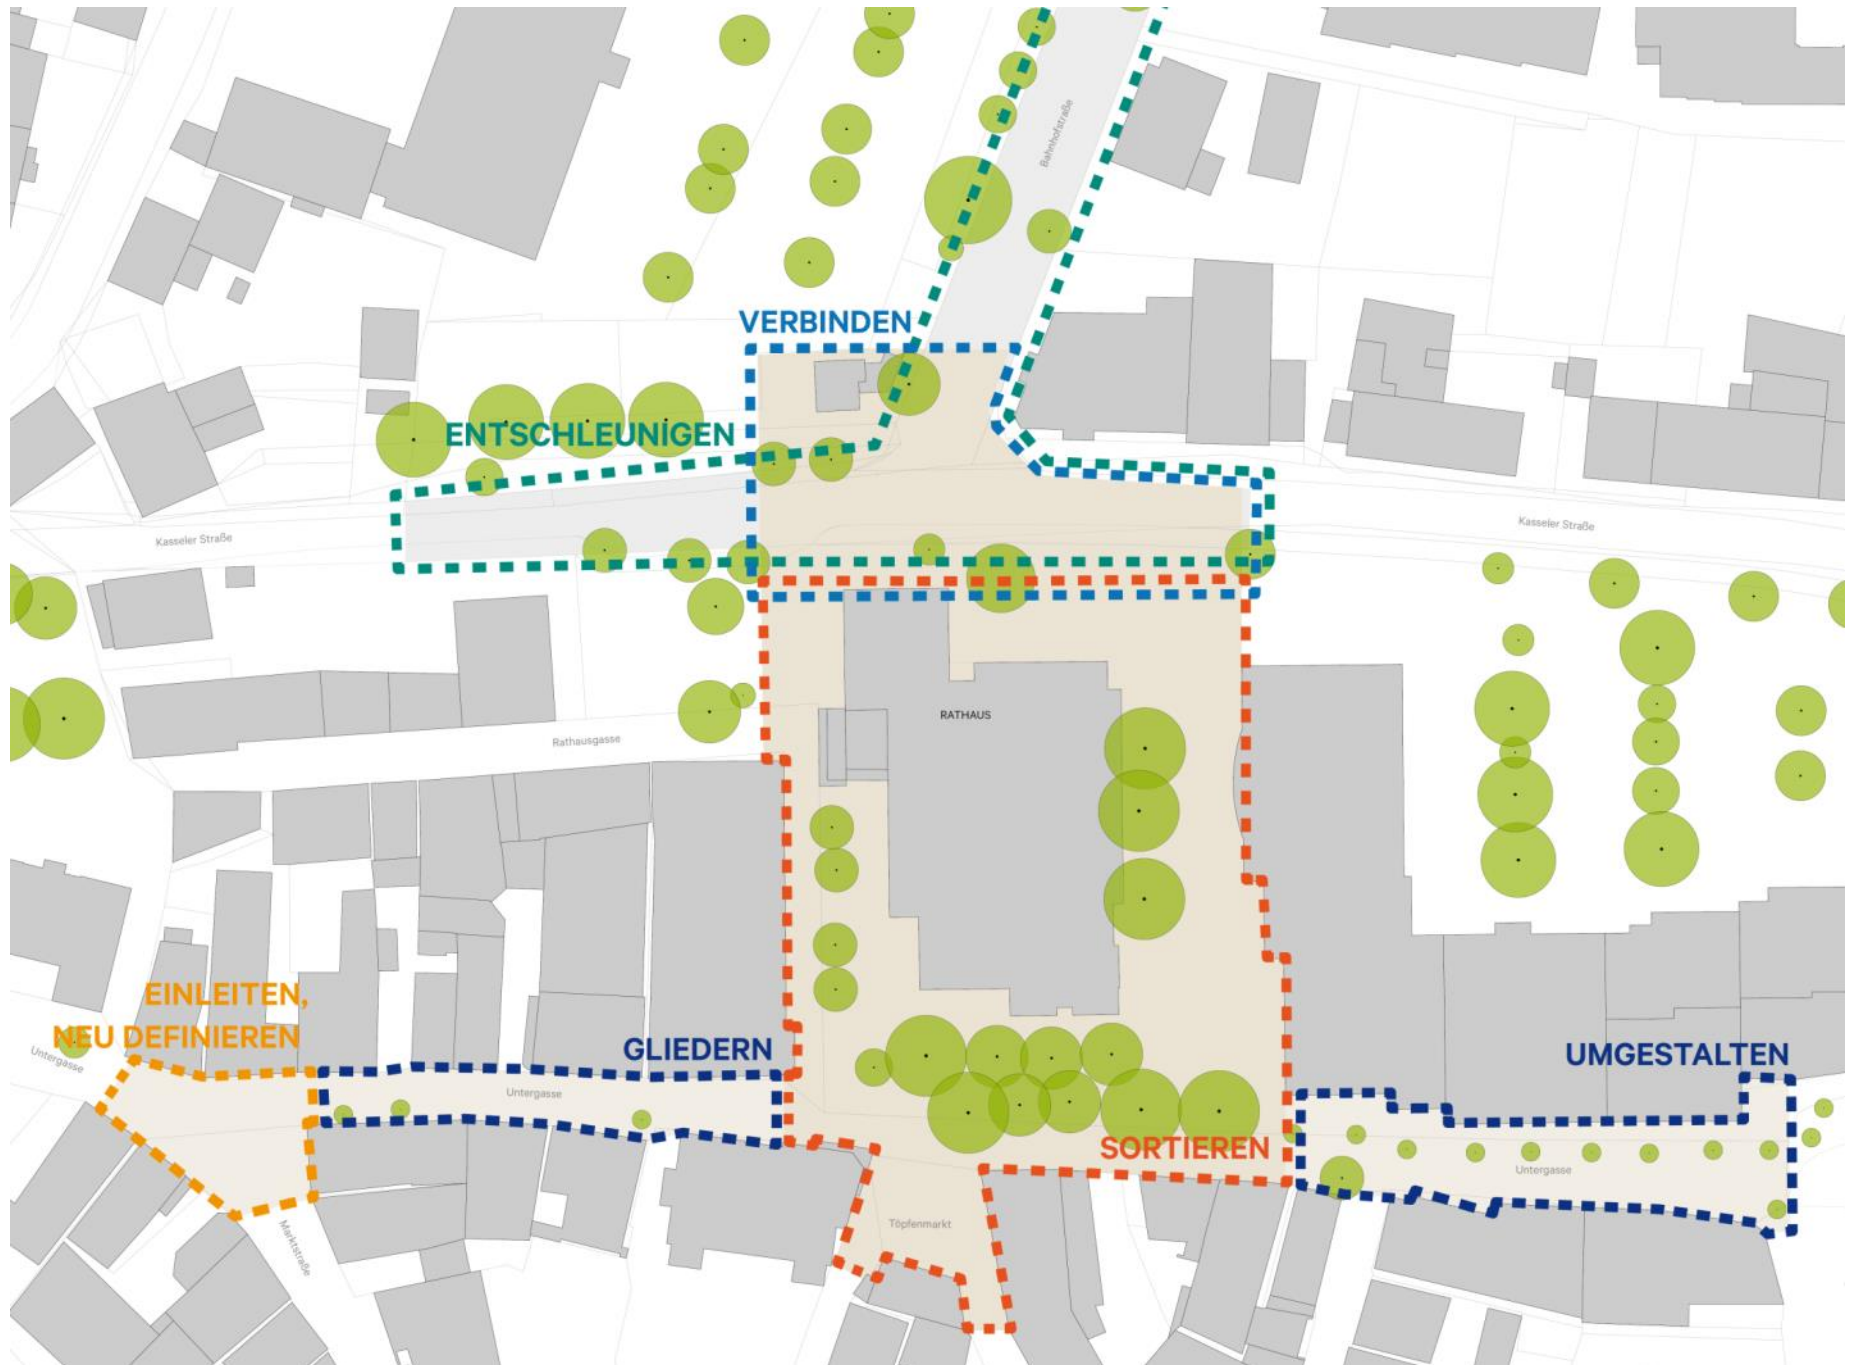 Bahnhofstraße
VERBINDEN
ENTSCHLEUNIGEN
Kasseler Straße
Kasseler Straße
RATHAUS
Rathausgasse
EINLEITEN,
NEU DEFINIEREN
Untergasse
GLIEDERN
Untergasse
UMGESTALTEN
SORTIEREN
Untergasse
Töpfenmarkt
Marktstraße